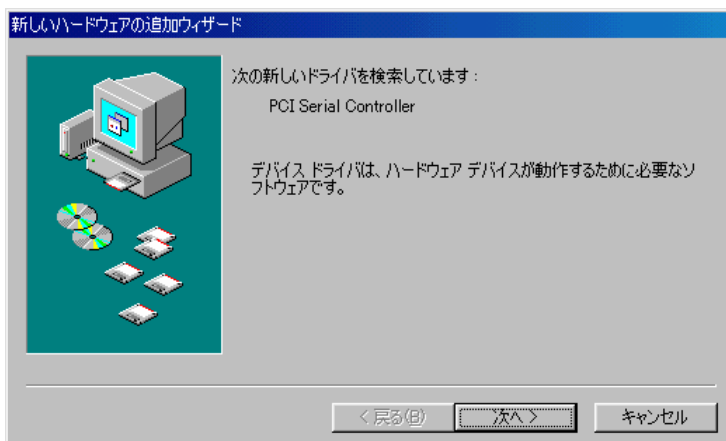 新しいハードウェアの追加ウィザード
次の新しいドライバを検索しています:
PCI Serial Controller
デバイス ドライバは、ハードウェア デバイスが動作するために必要なソ
フトウェアです。
< 戻る(B)
次へ >
キャンセル